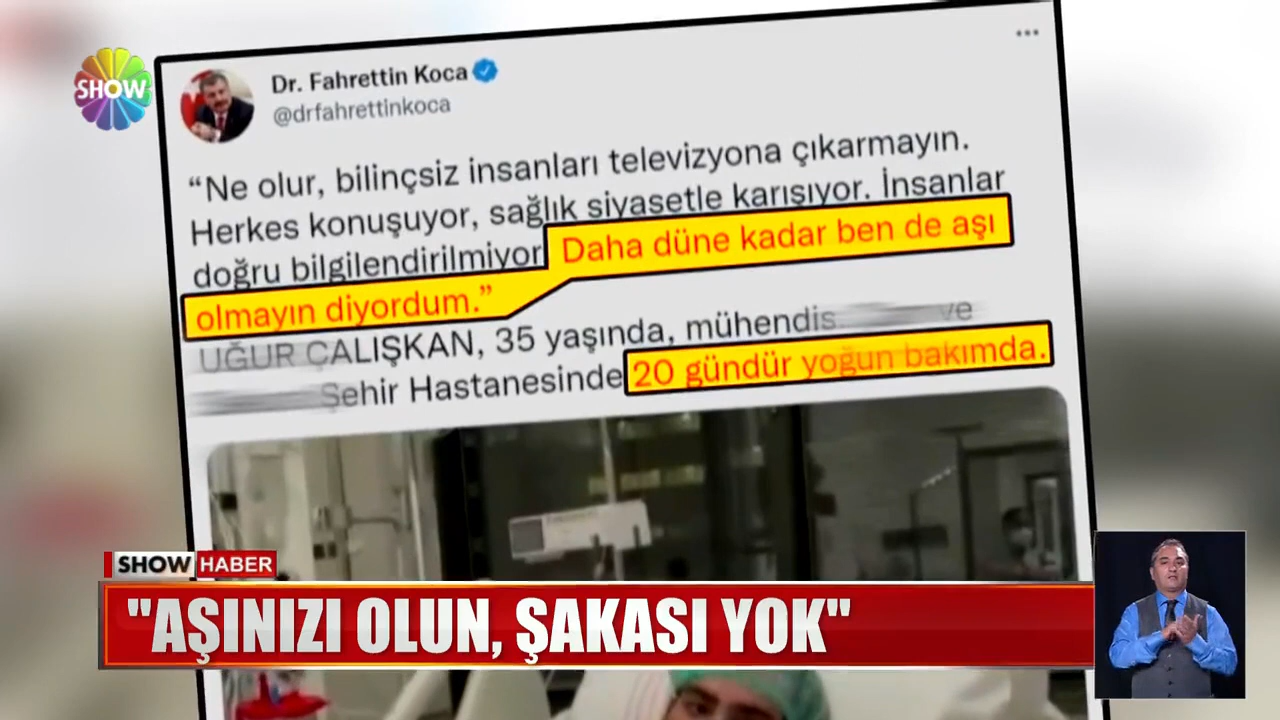 SHOW
Dr. Fahrettin Koca
@drfahrettinkoca
“Ne olur, bilinçsiz insanları televizyona çıkarmayın.
Herkes konuşuyor, sağlık siyasetle karışıyor. İnsanlar
doğru bilgilendirilmiyor Daha düne kadar ben de aşı
olmayın diyordum.”
UĞUR ÇALIŞKAN, 35 yaşında, mühendis ve
Şehir Hastanesinde 20 gündür yoğun bakımda.
SHOW HABER
"AŞINIZI OLUN, ŞAKASI YOK"